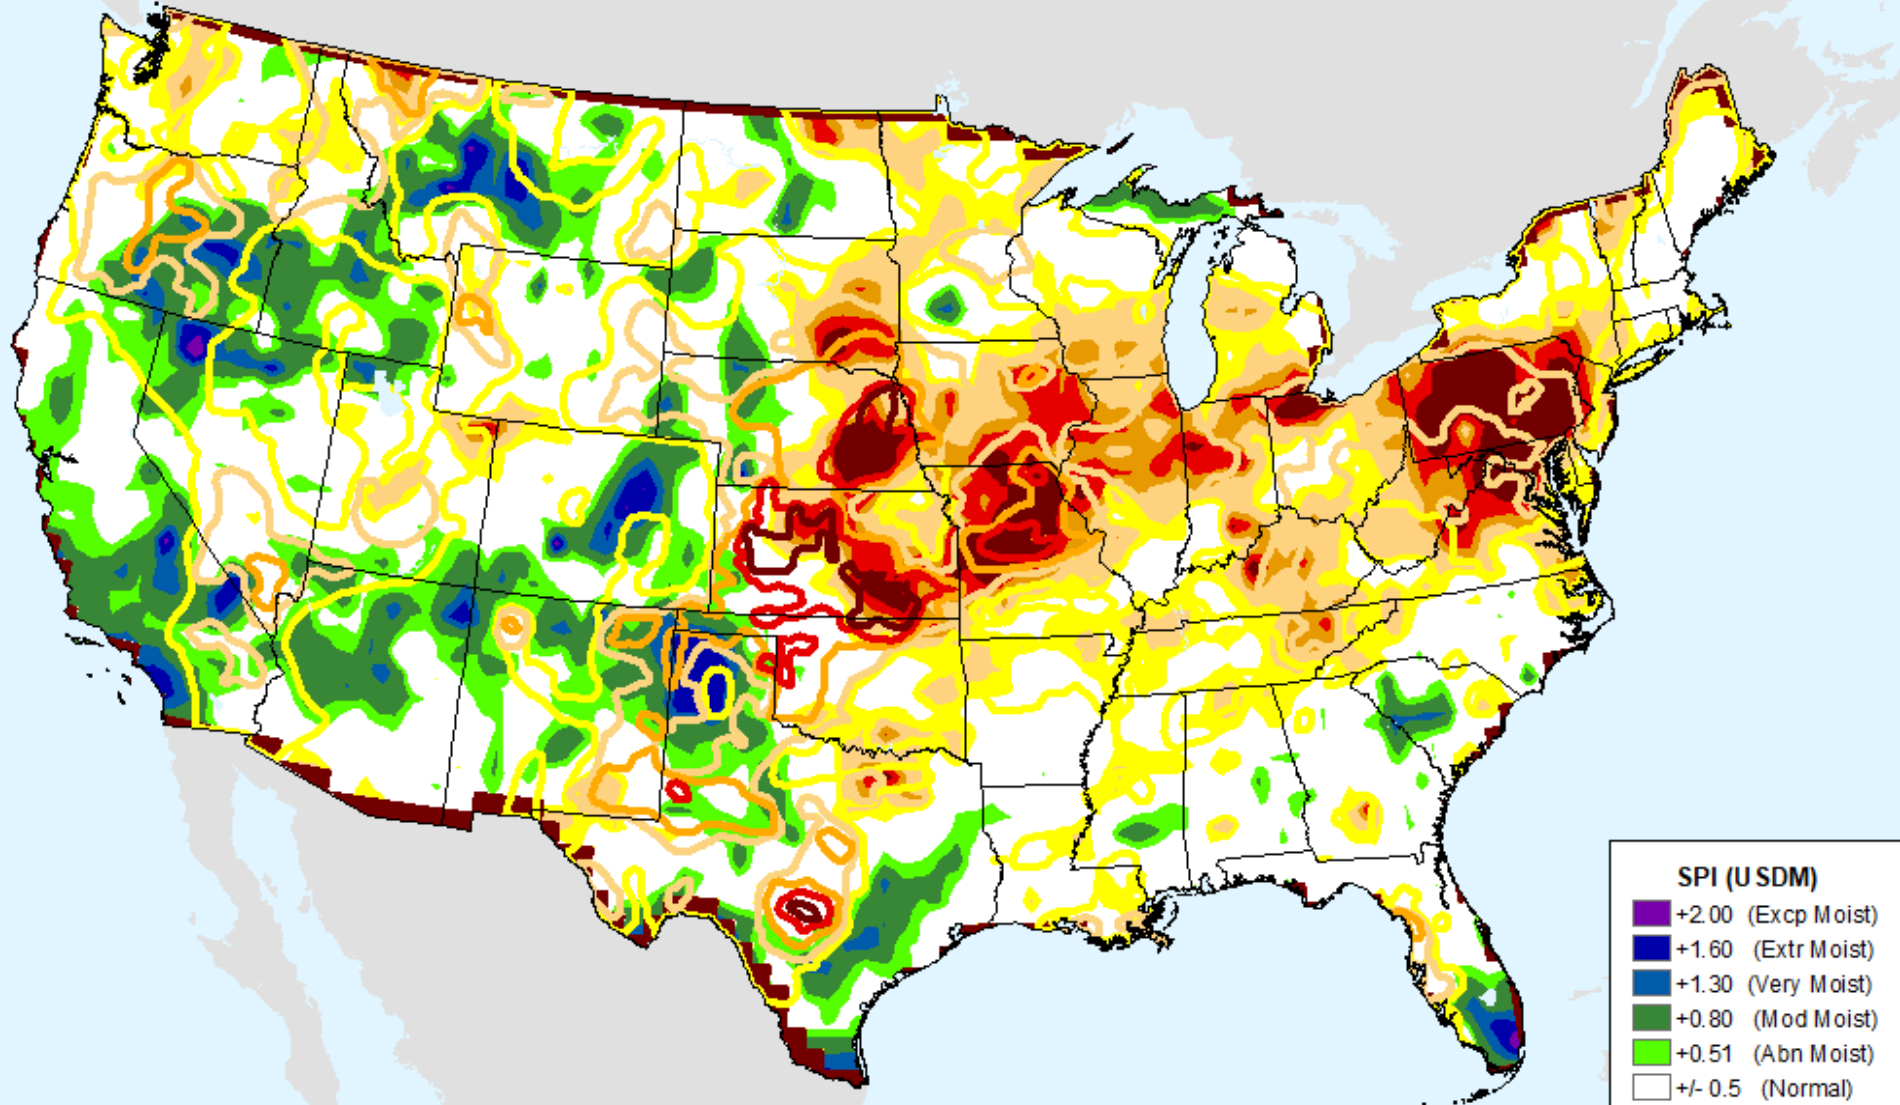 SPI (USDM)
+2.00 (Excp Moist)
+1.60 (Extr Moist)
+1.30 (Very Moist)
+0.80 (Mod Moist)
+0.51 (Abn Moist)
+/- 0.5 (Normal)